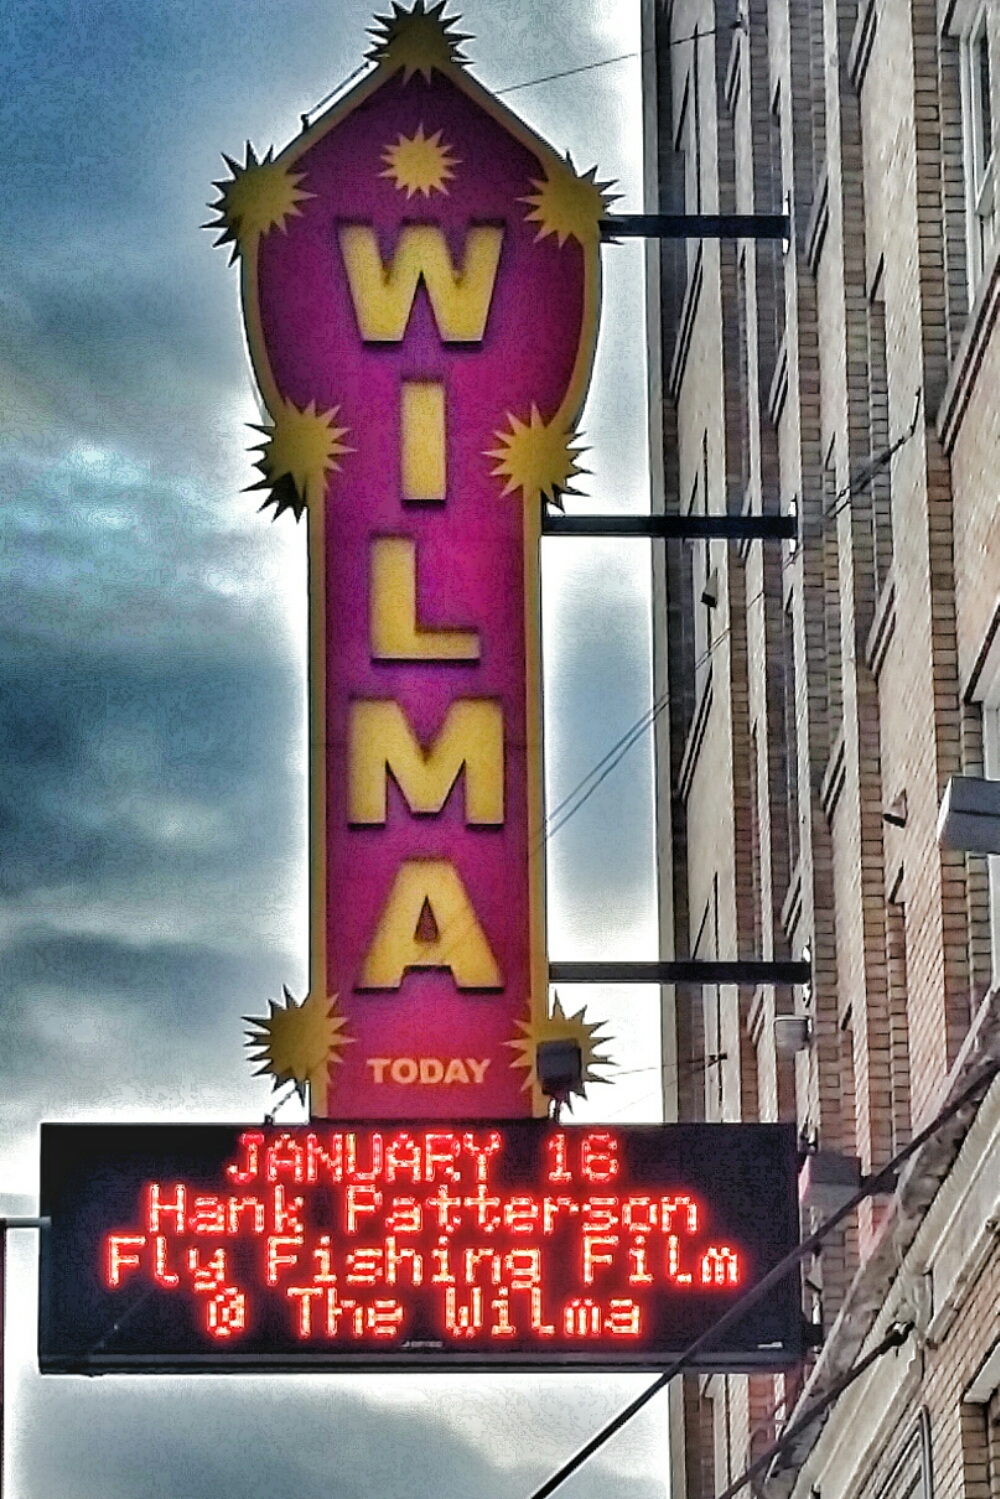 WILMA
TODAY
JANUARY 16
Hank Patterson
Fly Fishing Film
@ The Wilma